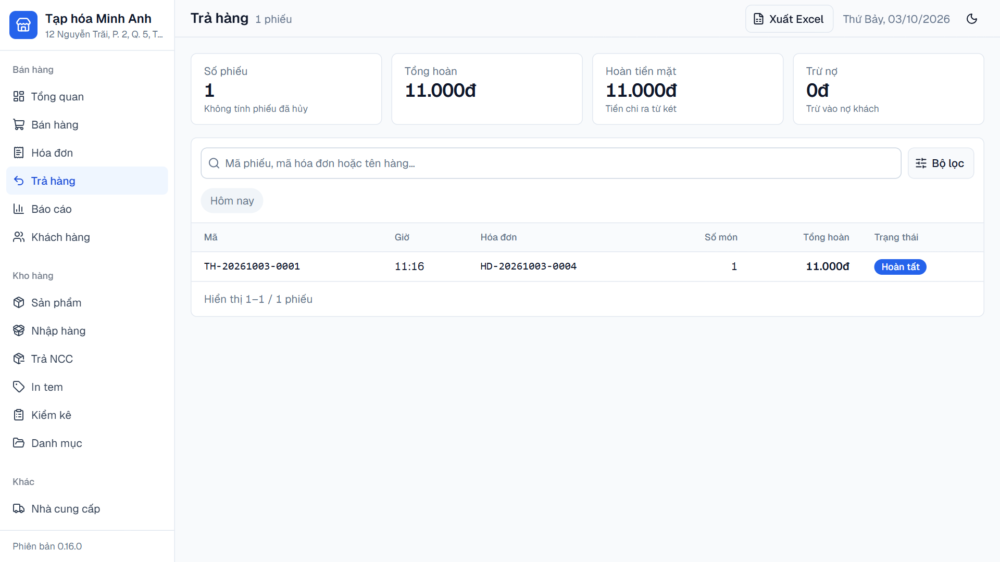 Tạp hóa Minh Anh
12 Nguyễn Trãi, P. 2, Q. 5, T...
Bán hàng
Tổng quan
Bán hàng
Hóa đơn
Trả hàng
Báo cáo
Khách hàng
Kho hàng
Sản phẩm
Nhập hàng
Trả NCC
In tem
Kiểm kê
Danh mục
Khác
Nhà cung cấp
Phiên bản 0.16.0
Trả hàng 1 phiếu
Xuất Excel
Thứ Bảy, 03/10/2026
Số phiếu
1
Không tính phiếu đã hủy
Tổng hoàn
11.000đ
Hoàn tiền mặt
11.000đ
Tiền chi ra từ két
Trừ nợ
0đ
Trừ vào nợ khách
Mã phiếu, mã hóa đơn hoặc tên hàng...
Bộ lọc
Hôm nay
Mã Giờ Hóa đơn Số món Tổng hoàn Trạng thái
TH-20261003-0001 11:16 HD-20261003-0004 1 11.000đ Hoàn tất
Hiển thị 1–1 / 1 phiếu